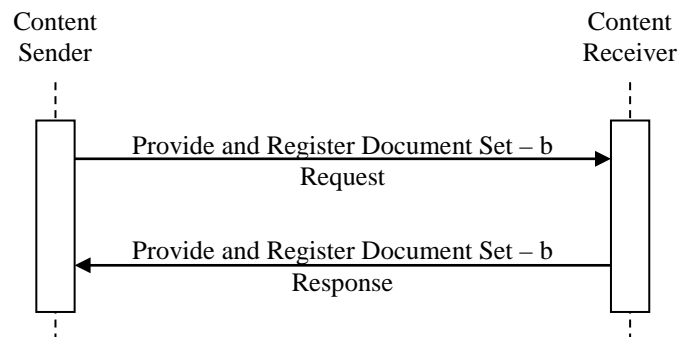 Content
Sender
Content
Receiver
Provide and Register Document Set – b
Request
Provide and Register Document Set – b
Response